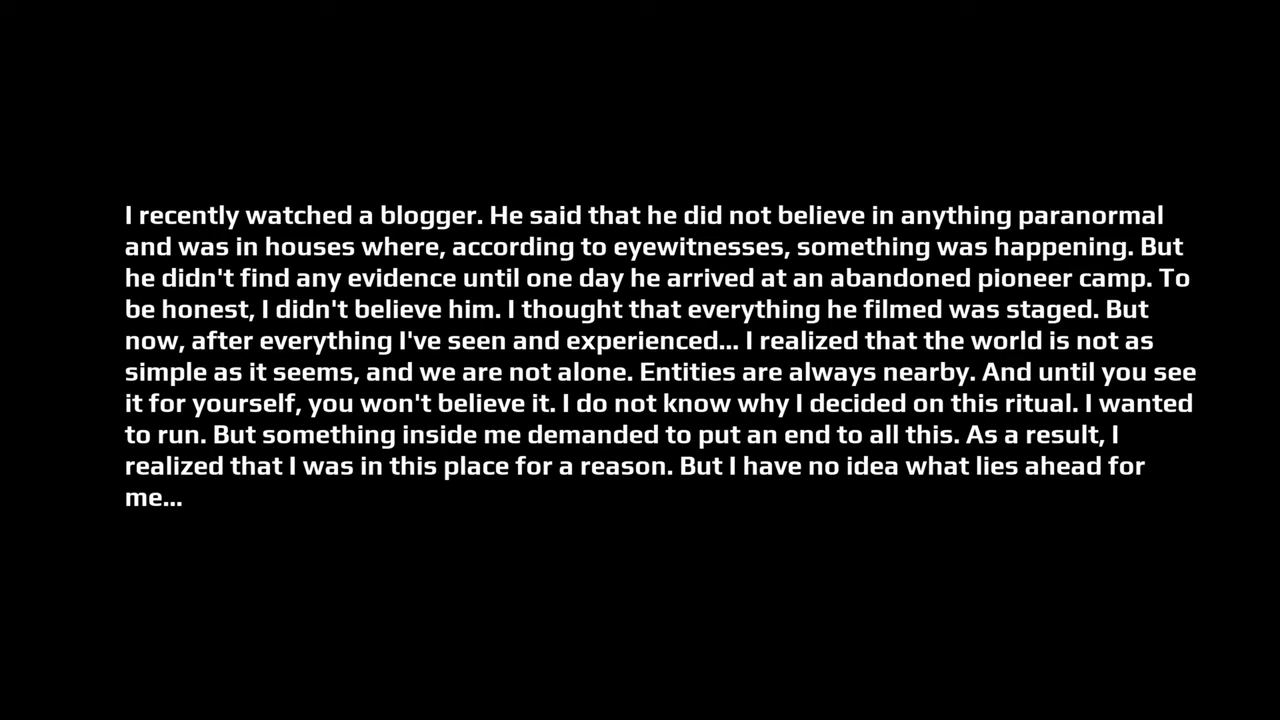 I recently watched a blogger. He said that he did not believe in anything paranormal
and was in houses where, according to eyewitnesses, something was happening. But
he didn't find any evidence until one day he arrived at an abandoned pioneer camp. To
be honest, I didn't believe him. I thought that everything he filmed was staged. But
now, after everything I've seen and experienced... I realized that the world is not as
simple as it seems, and we are not alone. Entities are always nearby. And until you see
it for yourself, you won't believe it. I do not know why I decided on this ritual. I wanted
to run. But something inside me demanded to put an end to all this. As a result, I
realized that I was in this place for a reason. But I have no idea what lies ahead for
me...